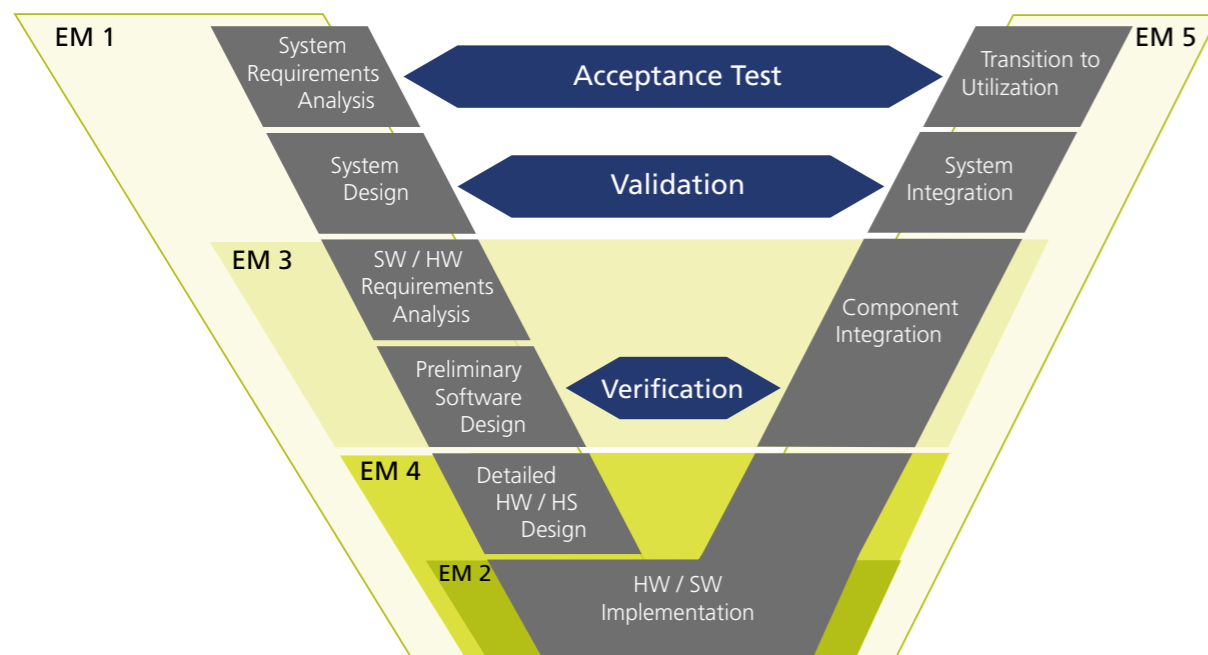 EM 1
System
Requirements
Analysis
Acceptance Test
Transition to
Utilization
EM 5
System
Design
Validation
System
Integration
EM 3
SW / HW
Requirements
Analysis
Component
Integration
Preliminary
Software
Design
Verification
EM 4
Detailed
HW / HS
Design
EM 2
HW / SW
Implementation